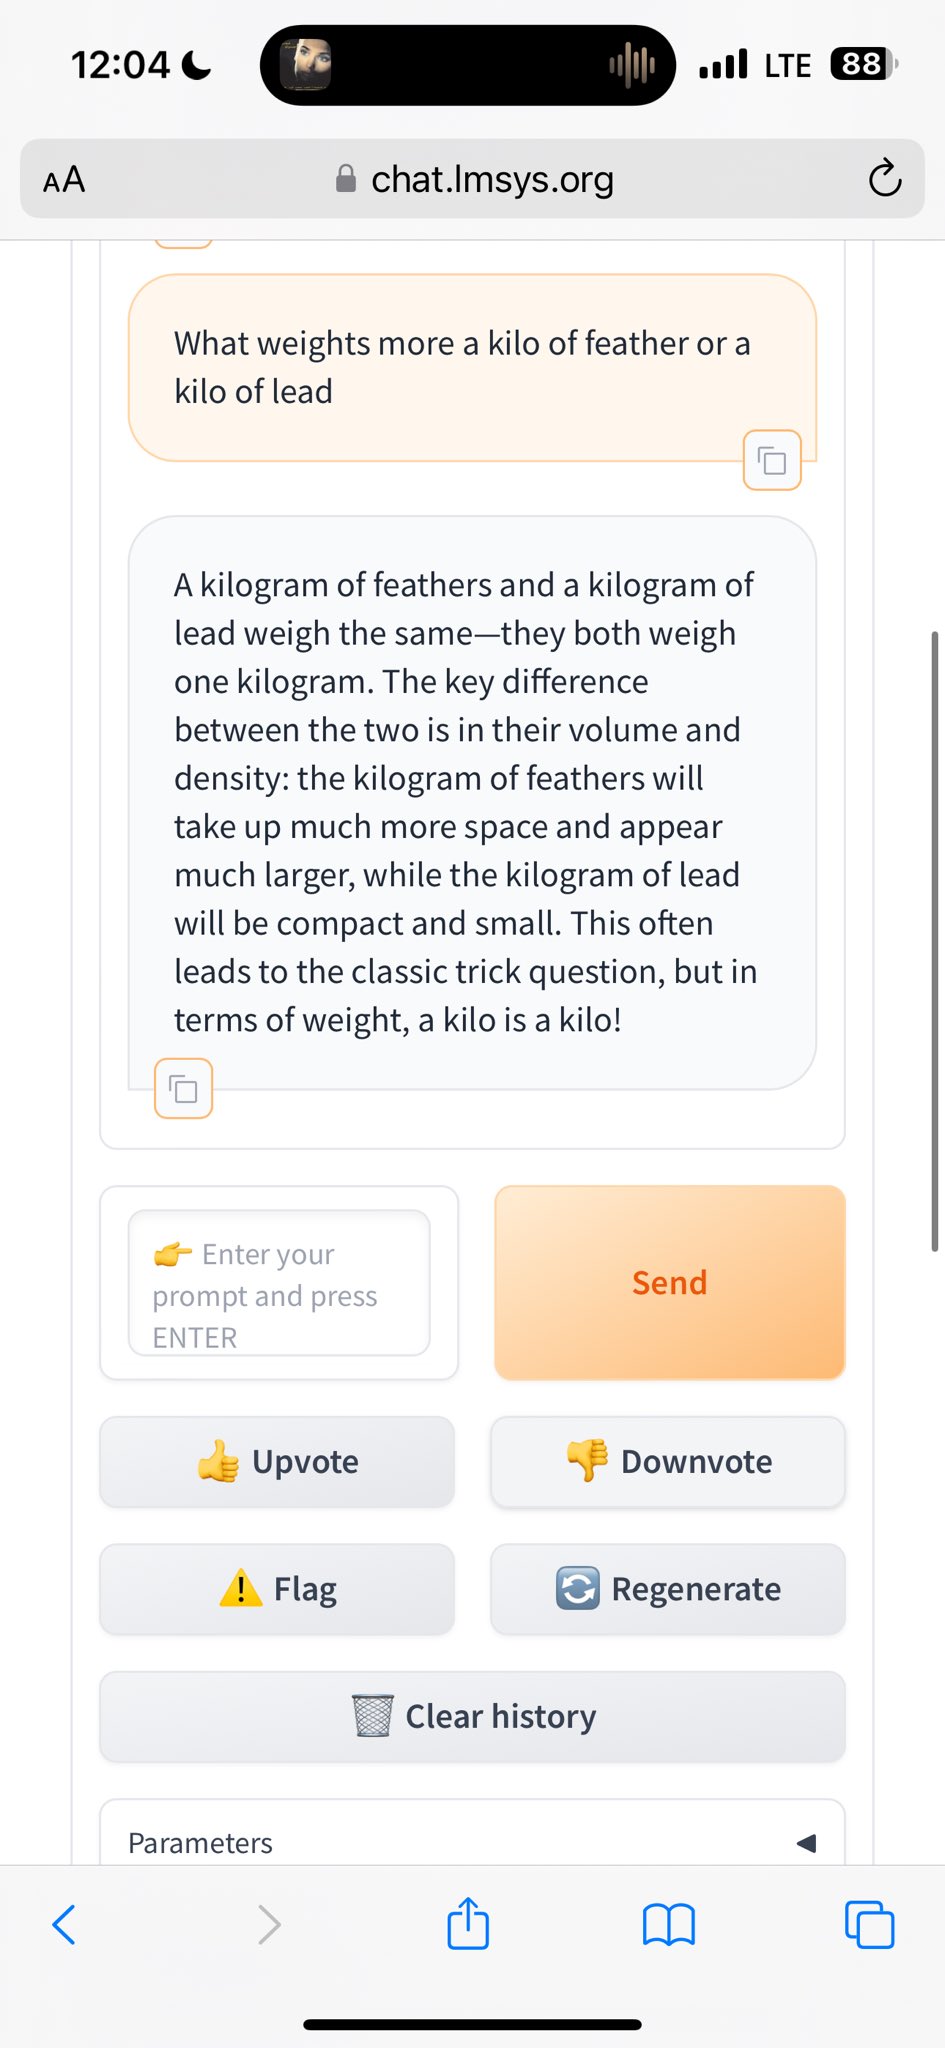 12:04
LTE
88
AA
chat.lmsys.org
What weights more a kilo of feather or a
kilo of lead
A kilogram of feathers and a kilogram of
lead weigh the same—they both weigh
one kilogram. The key difference
between the two is in their volume and
density: the kilogram of feathers will
take up much more space and appear
much larger, while the kilogram of lead
will be compact and small. This often
leads to the classic trick question, but in
terms of weight, a kilo is a kilo!
👉 Enter your
prompt and press
ENTER
Send
👍 Upvote
👎 Downvote
⚠️ Flag
🔄 Regenerate
🗑️ Clear history
Parameters